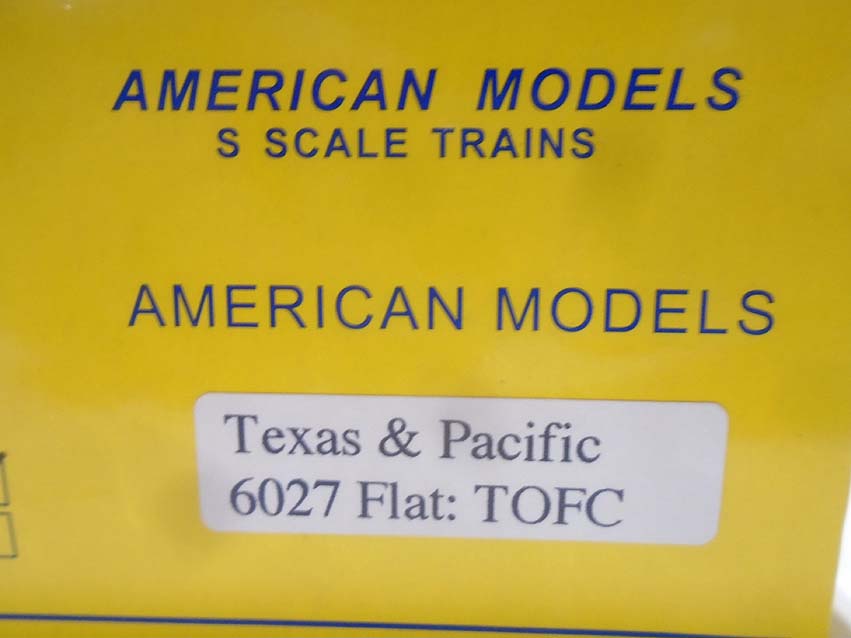 AMERICAN MODELS
S SCALE TRAINS
AMERICAN MODELS
Texas & Pacific
6027 Flat: TOFC